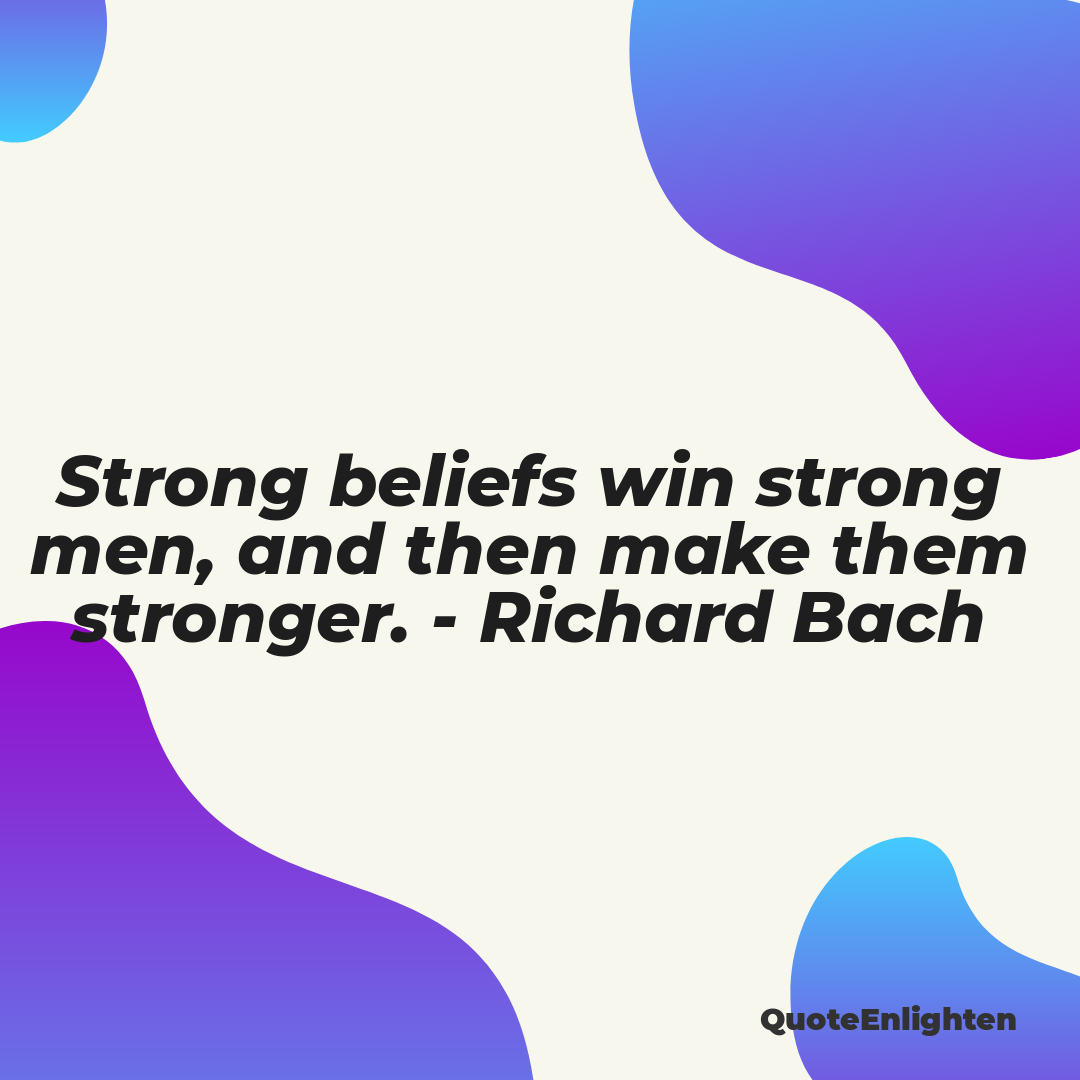 Strong beliefs win strong
men, and then make them
stronger. - Richard Bach
QuoteEnlighten